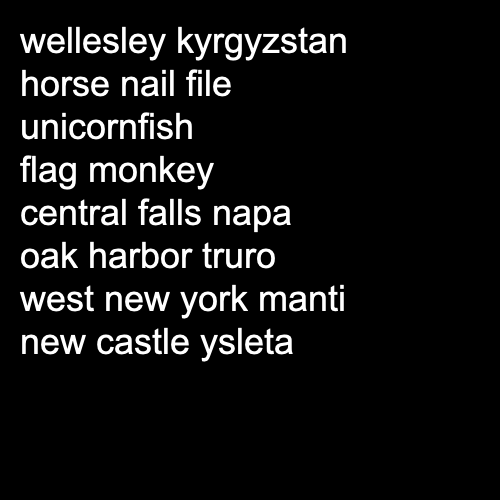 wellesley kyrgyzstan
horse nail file
unicornfish
flag monkey
central falls napa
oak harbor truro
west new york manti
new castle ysleta